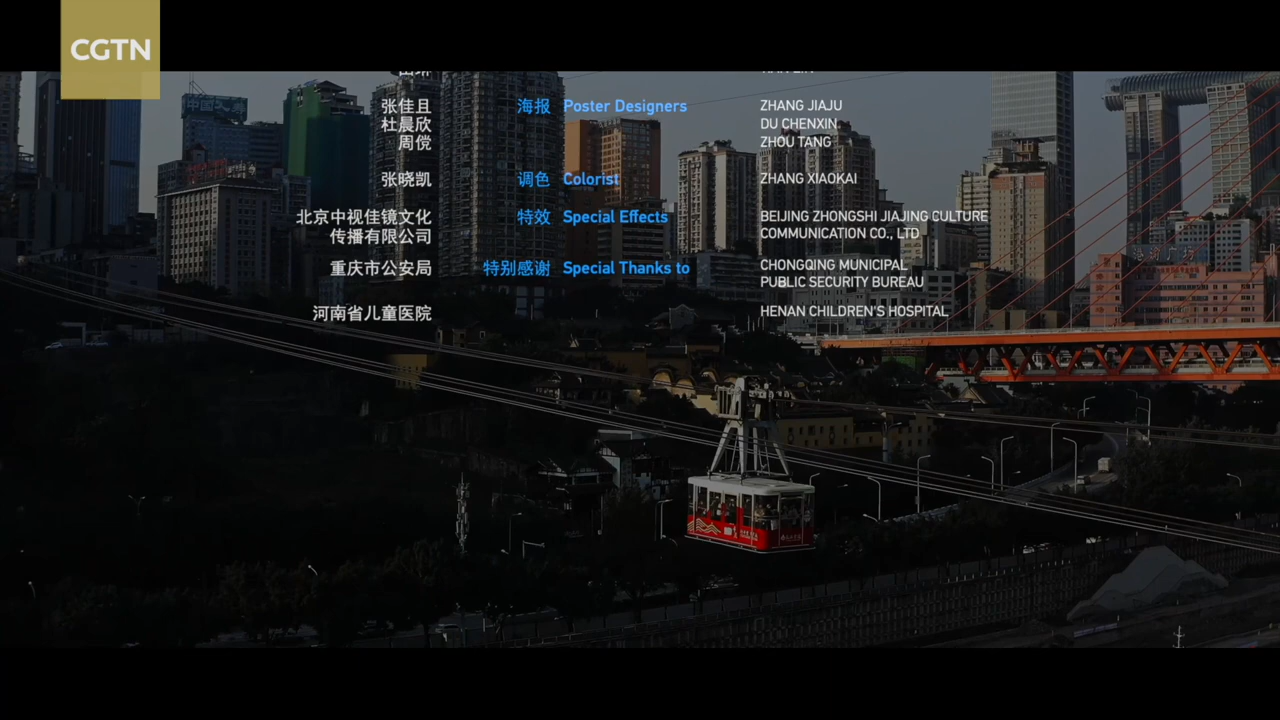 CGTN
张佳且 海报 Poster Designers ZHANG JIAJU
杜晨欣 DU CHENXIN
周傥 ZHOU TANG
张晓凯 调色 Colorist ZHANG XIAOKAI
北京中视佳镜文化 特效 Special Effects BEIJING ZHONGSHI JIAJING CULTURE
传播有限公司 COMMUNICATION CO., LTD
重庆市公安局 特别感谢 Special Thanks to CHONGQING MUNICIPAL
PUBLIC SECURITY BUREAU
河南省儿童医院 HENAN CHILDREN'S HOSPITAL